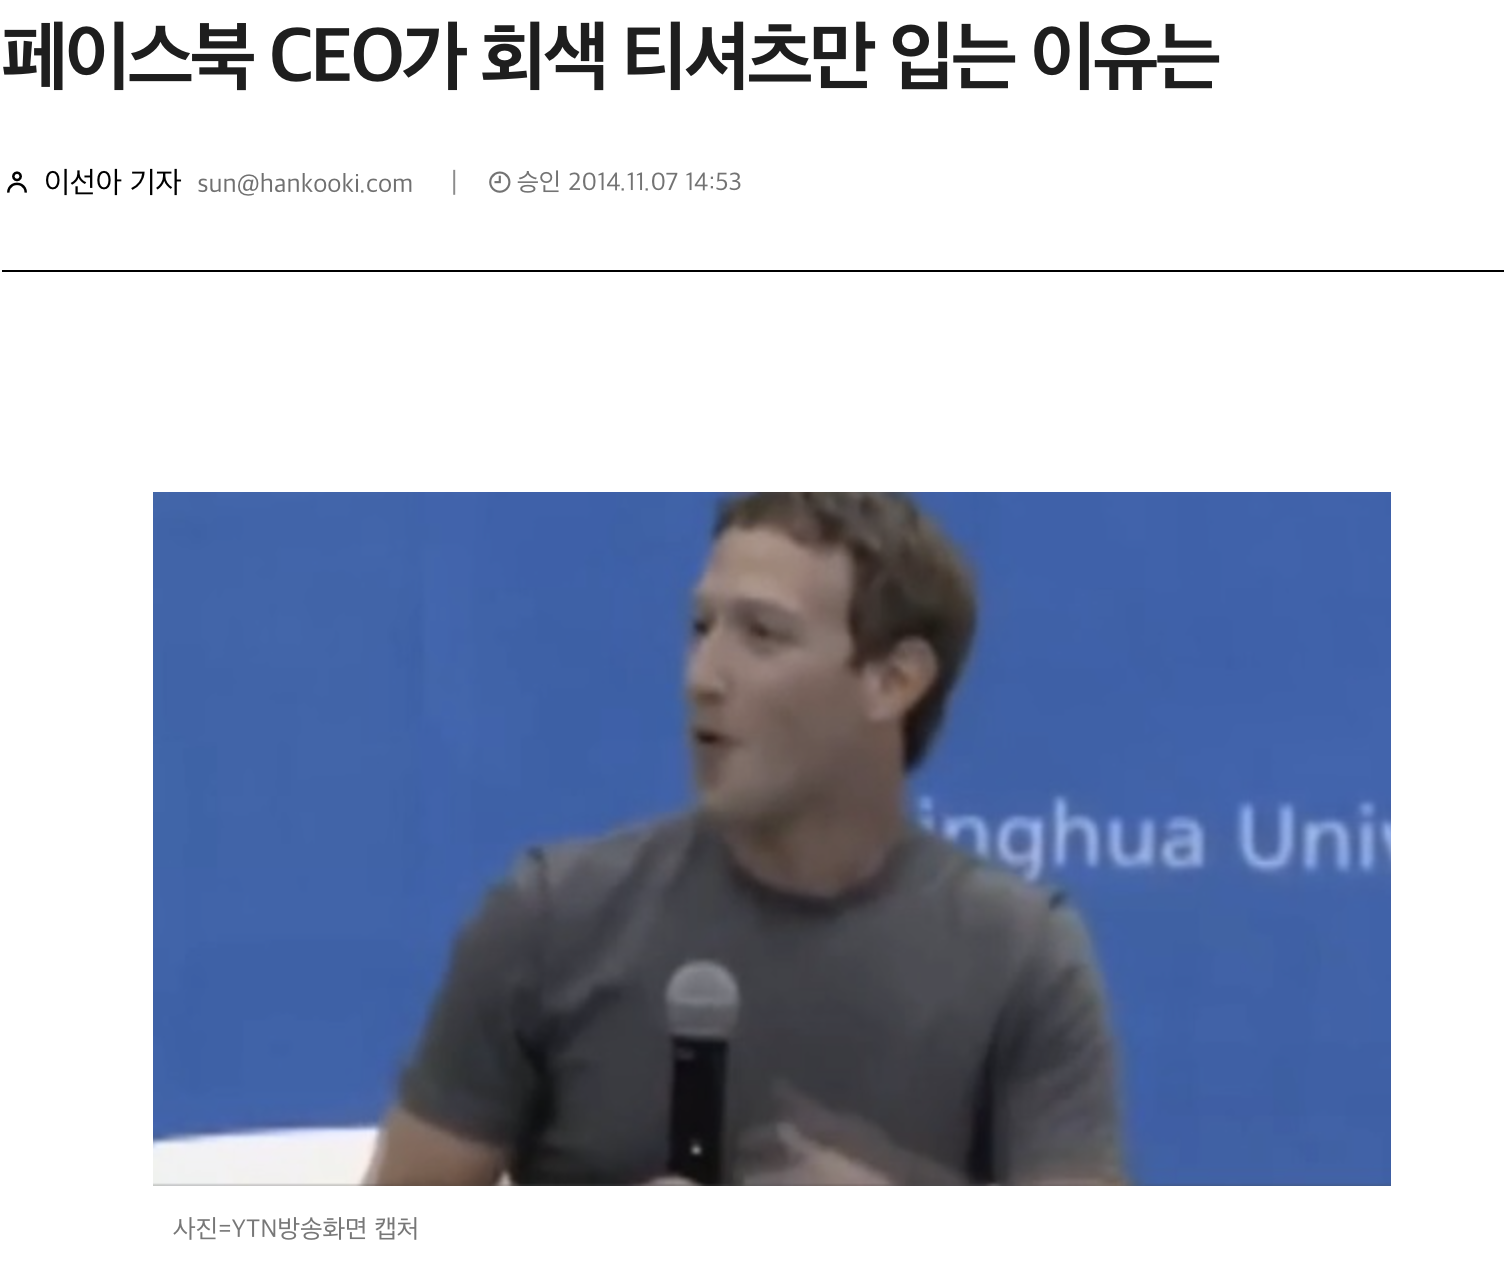 페이스북 CEO가 회색 티셔츠만 입는 이유는
이선아 기자 sun@hankooki.com | 승인 2014.11.07 14:53
inghua Univ
사진=YTN방송화면 캡처